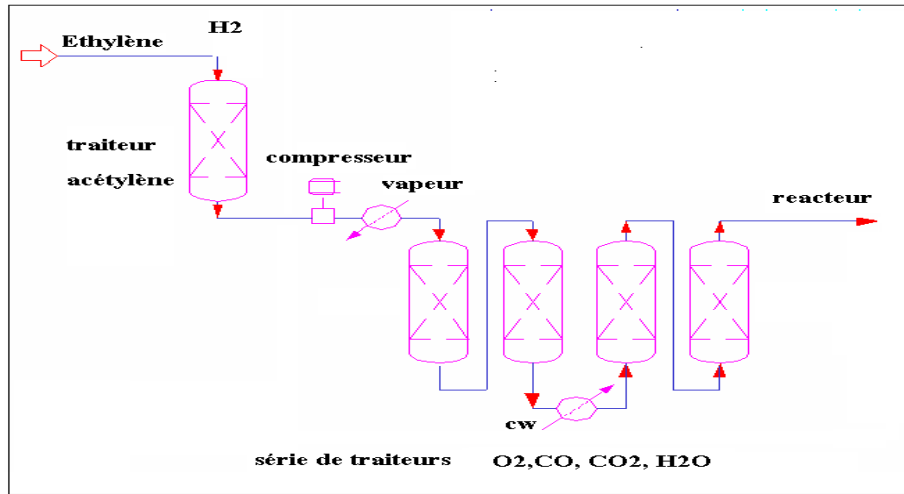 H2
Ethylène
traiteur
acétylène
compresseur
vapeur
reacteur
cw
série de traiteurs O2,CO, CO2, H2O